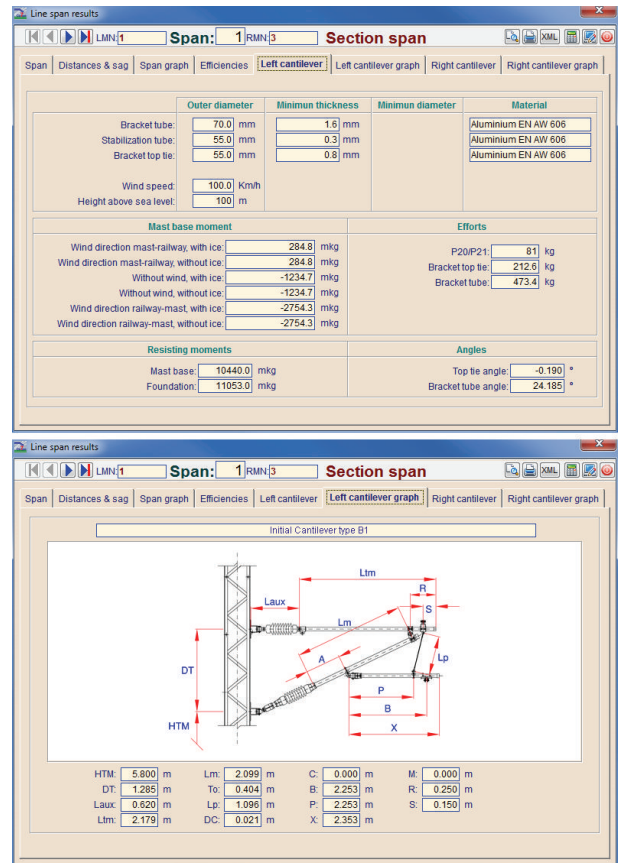 Line span results
LMN: 1 Span: 1 RMN: 3 Section span XML
Span Distances & sag Span graph Efficiencies Left cantilever Left cantilever graph Right cantilever Right cantilever graph
Outer diameter Minimun thickness Minimun diameter Material
Bracket tube: 70.0 mm 1.6 mm Aluminium EN AW 606
Stabilization tube: 55.0 mm 0.3 mm Aluminium EN AW 606
Bracket top tie: 55.0 mm 0.8 mm Aluminium EN AW 606
Wind speed: 100.0 Km/h
Height above sea level: 100 m
Mast base moment Efforts
Wind direction mast-railway, with ice: 284.8 mkg
Wind direction mast-railway, without ice: 284.8 mkg
Without wind, with ice: -1234.7 mkg
Without wind, without ice: -1234.7 mkg
Wind direction railway-mast, with ice: -2754.3 mkg
Wind direction railway-mast, without ice: -2754.3 mkg
P20/P21: 81 kg
Bracket top tie: 212.6 kg
Bracket tube: 473.4 kg
Resisting moments Angles
Mast base: 10440.0 mkg Top tie angle: -0.190 °
Foundation: 11053.0 mkg Bracket tube angle: 24.185 °
Line span results
LMN: 1 Span: 1 RMN: 3 Section span XML
Span Distances & sag Span graph Efficiencies Left cantilever Left cantilever graph Right cantilever Right cantilever graph
Initial Cantilever type B1
Ltm
R
Laux S
Lm
A Lp
DT
P
B
HTM X
HTM: 5.800 m Lm: 2.099 m C: 0.000 m M: 0.000 m
DT: 1.285 m To: 0.404 m B: 2.253 m R: 0.250 m
Laux: 0.620 m Lp: 1.096 m P: 2.253 m S: 0.150 m
Ltm: 2.179 m DC: 0.021 m X: 2.353 m